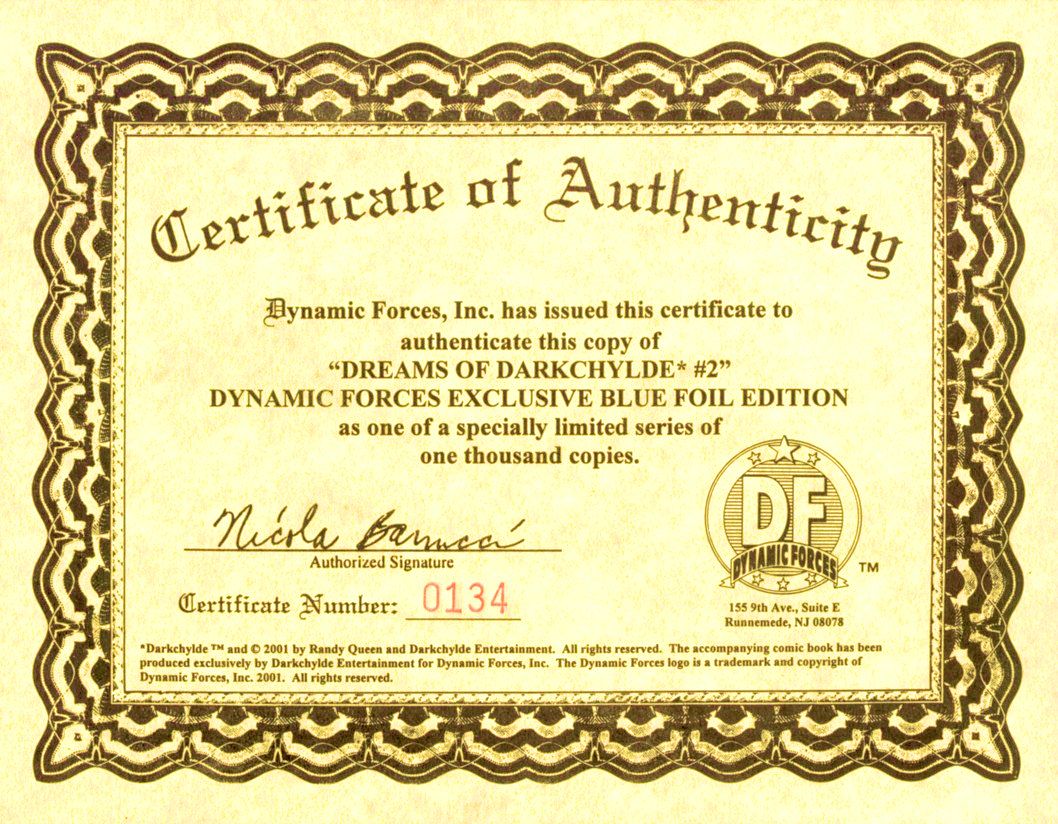 Certificate of Authenticity
Dynamic Forces, Inc. has issued this certificate to
authenticate this copy of
“DREAMS OF DARKCHYLDE* #2”
DYNAMIC FORCES EXCLUSIVE BLUE FOIL EDITION
as one of a specially limited series of
one thousand copies.
Nicola Barrucci
Authorized Signature
Certificate Number: 0134
DF
DYNAMIC FORCES
TM
155 9th Ave., Suite E
Runnemede, NJ 08078
*Darkchylde ™ and © 2001 by Randy Queen and Darkchylde Entertainment. All rights reserved. The accompanying comic book has been
produced exclusively by Darkchylde Entertainment for Dynamic Forces, Inc. The Dynamic Forces logo is a trademark and copyright of
Dynamic Forces, Inc. 2001. All rights reserved.